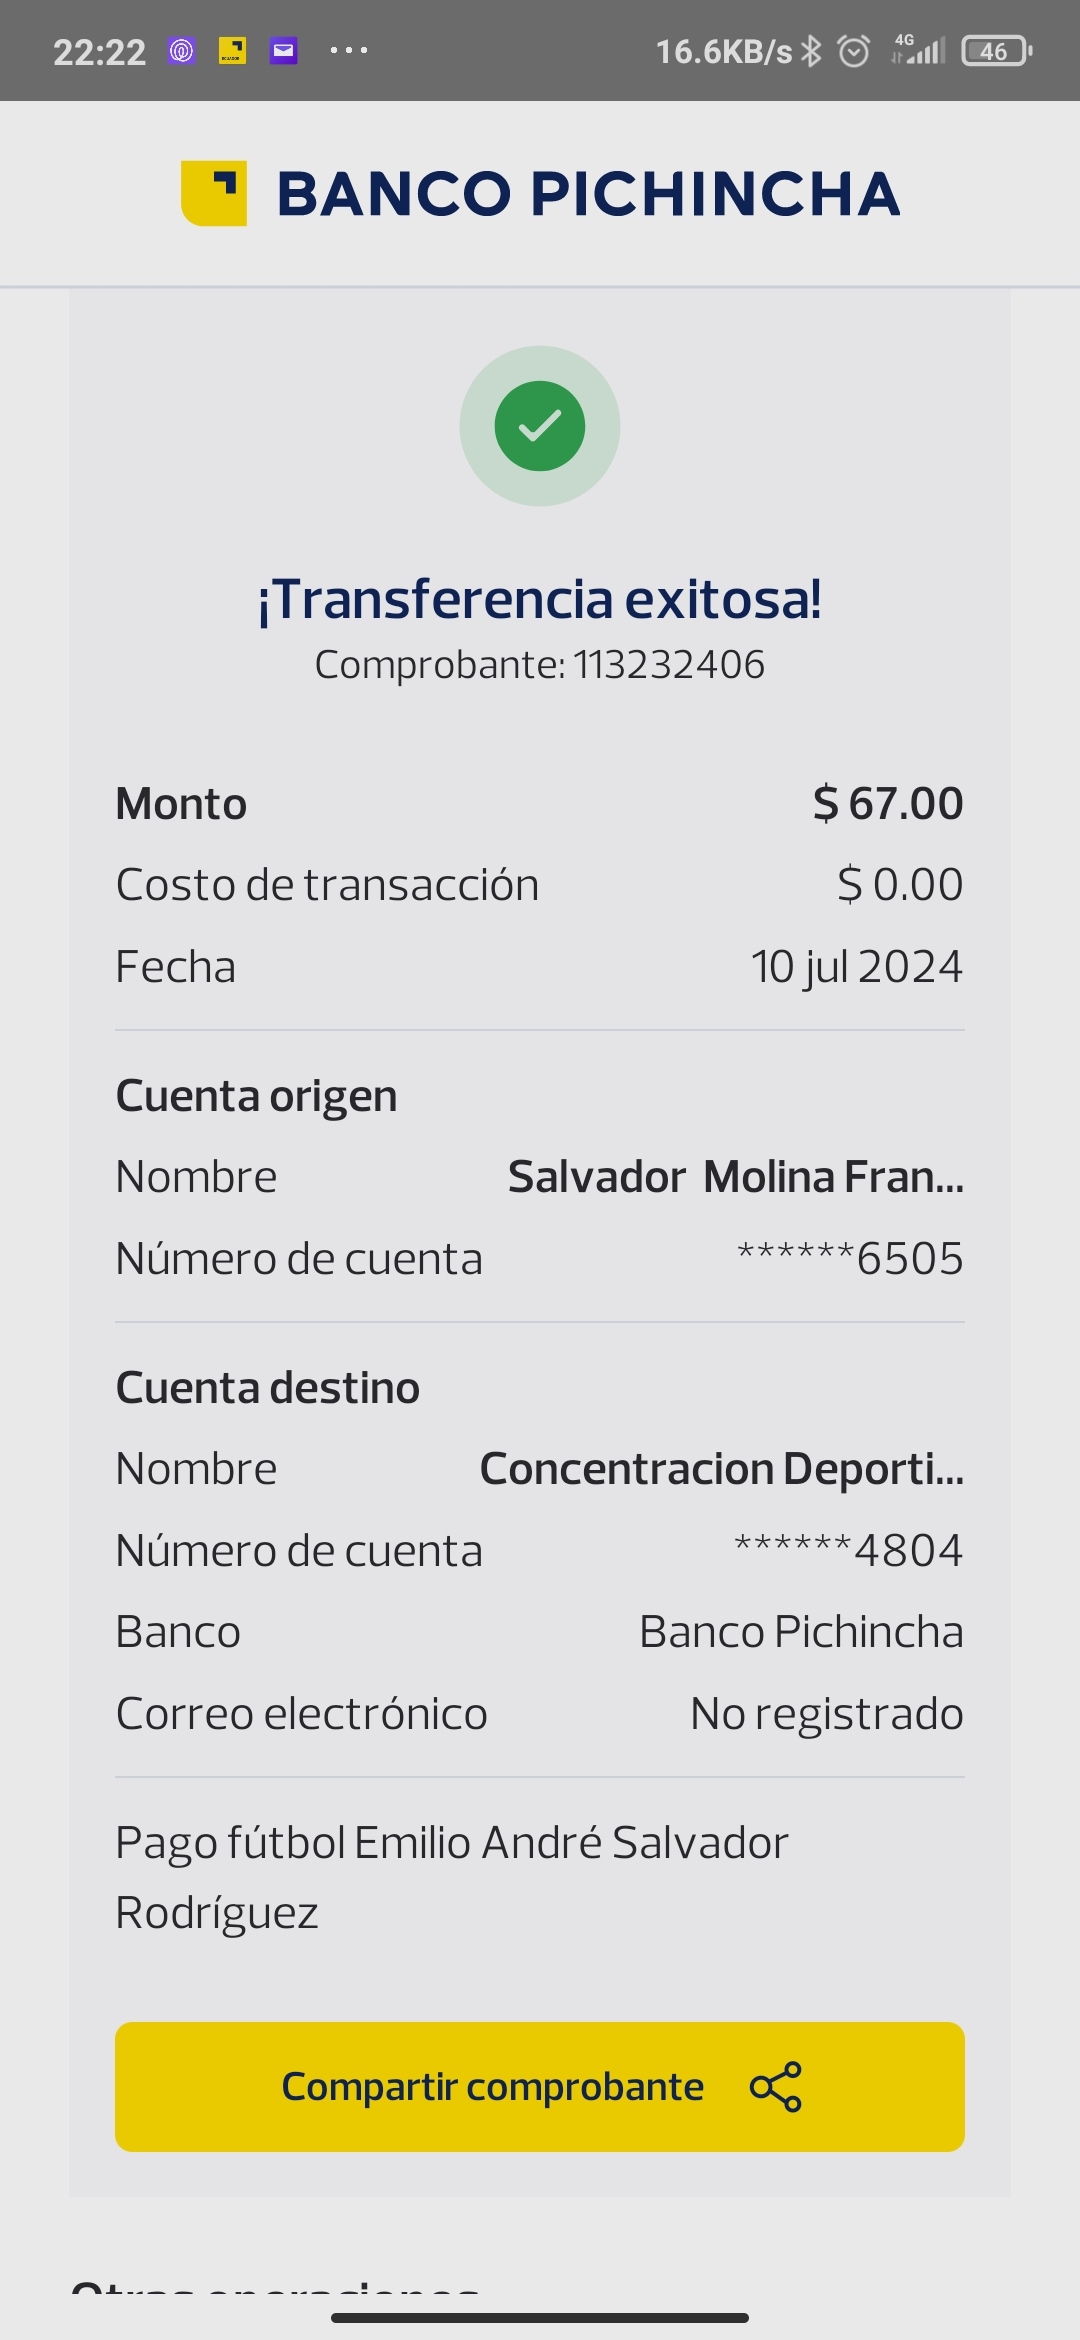 22:22 ... 16.6KB/s 4G 46
BANCO PICHINCHA
¡Transferencia exitosa!
Comprobante: 113232406
Monto $ 67.00
Costo de transacción $ 0.00
Fecha 10 jul 2024
Cuenta origen
Nombre Salvador  Molina Fran...
Número de cuenta ******6505
Cuenta destino
Nombre Concentracion Deporti...
Número de cuenta ******4804
Banco Banco Pichincha
Correo electrónico No registrado
Pago fútbol Emilio André Salvador
Rodríguez
Compartir comprobante
Otras operaciones